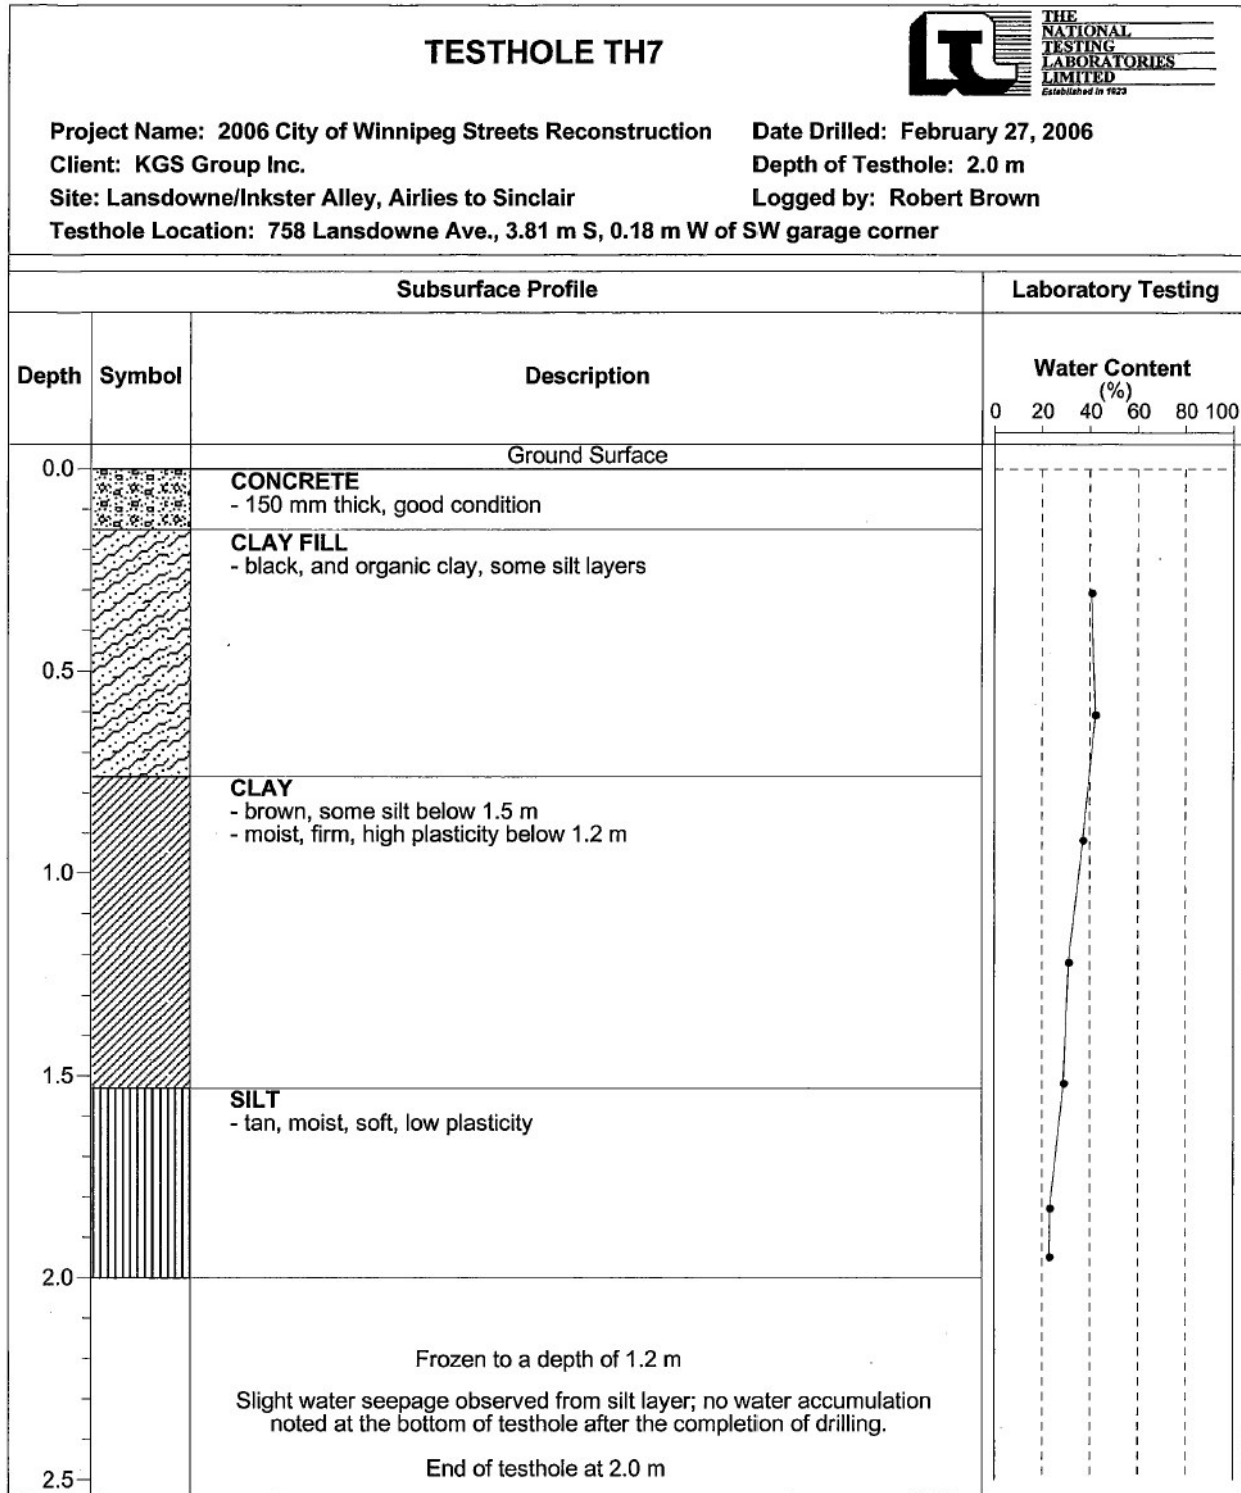 TESTHOLE TH7
THE
NATIONAL
TESTING
LABORATORIES
LIMITED
Established in 1923
Project Name: 2006 City of Winnipeg Streets Reconstruction
Date Drilled: February 27, 2006
Client: KGS Group Inc.
Depth of Testhole: 2.0 m
Site: Lansdowne/Inkster Alley, Airlies to Sinclair
Logged by: Robert Brown
Testhole Location: 758 Lansdowne Ave., 3.81 m S, 0.18 m W of SW garage corner
Subsurface Profile
Laboratory Testing
Depth
Symbol
Description
Water Content
(%)
0 20 40 60 80 100
Ground Surface
0.0
CONCRETE
- 150 mm thick, good condition
CLAY FILL
- black, and organic clay, some silt layers
0.5
CLAY
- brown, some silt below 1.5 m
- moist, firm, high plasticity below 1.2 m
1.0
1.5
SILT
- tan, moist, soft, low plasticity
2.0
Frozen to a depth of 1.2 m
Slight water seepage observed from silt layer; no water accumulation
noted at the bottom of testhole after the completion of drilling.
End of testhole at 2.0 m
2.5